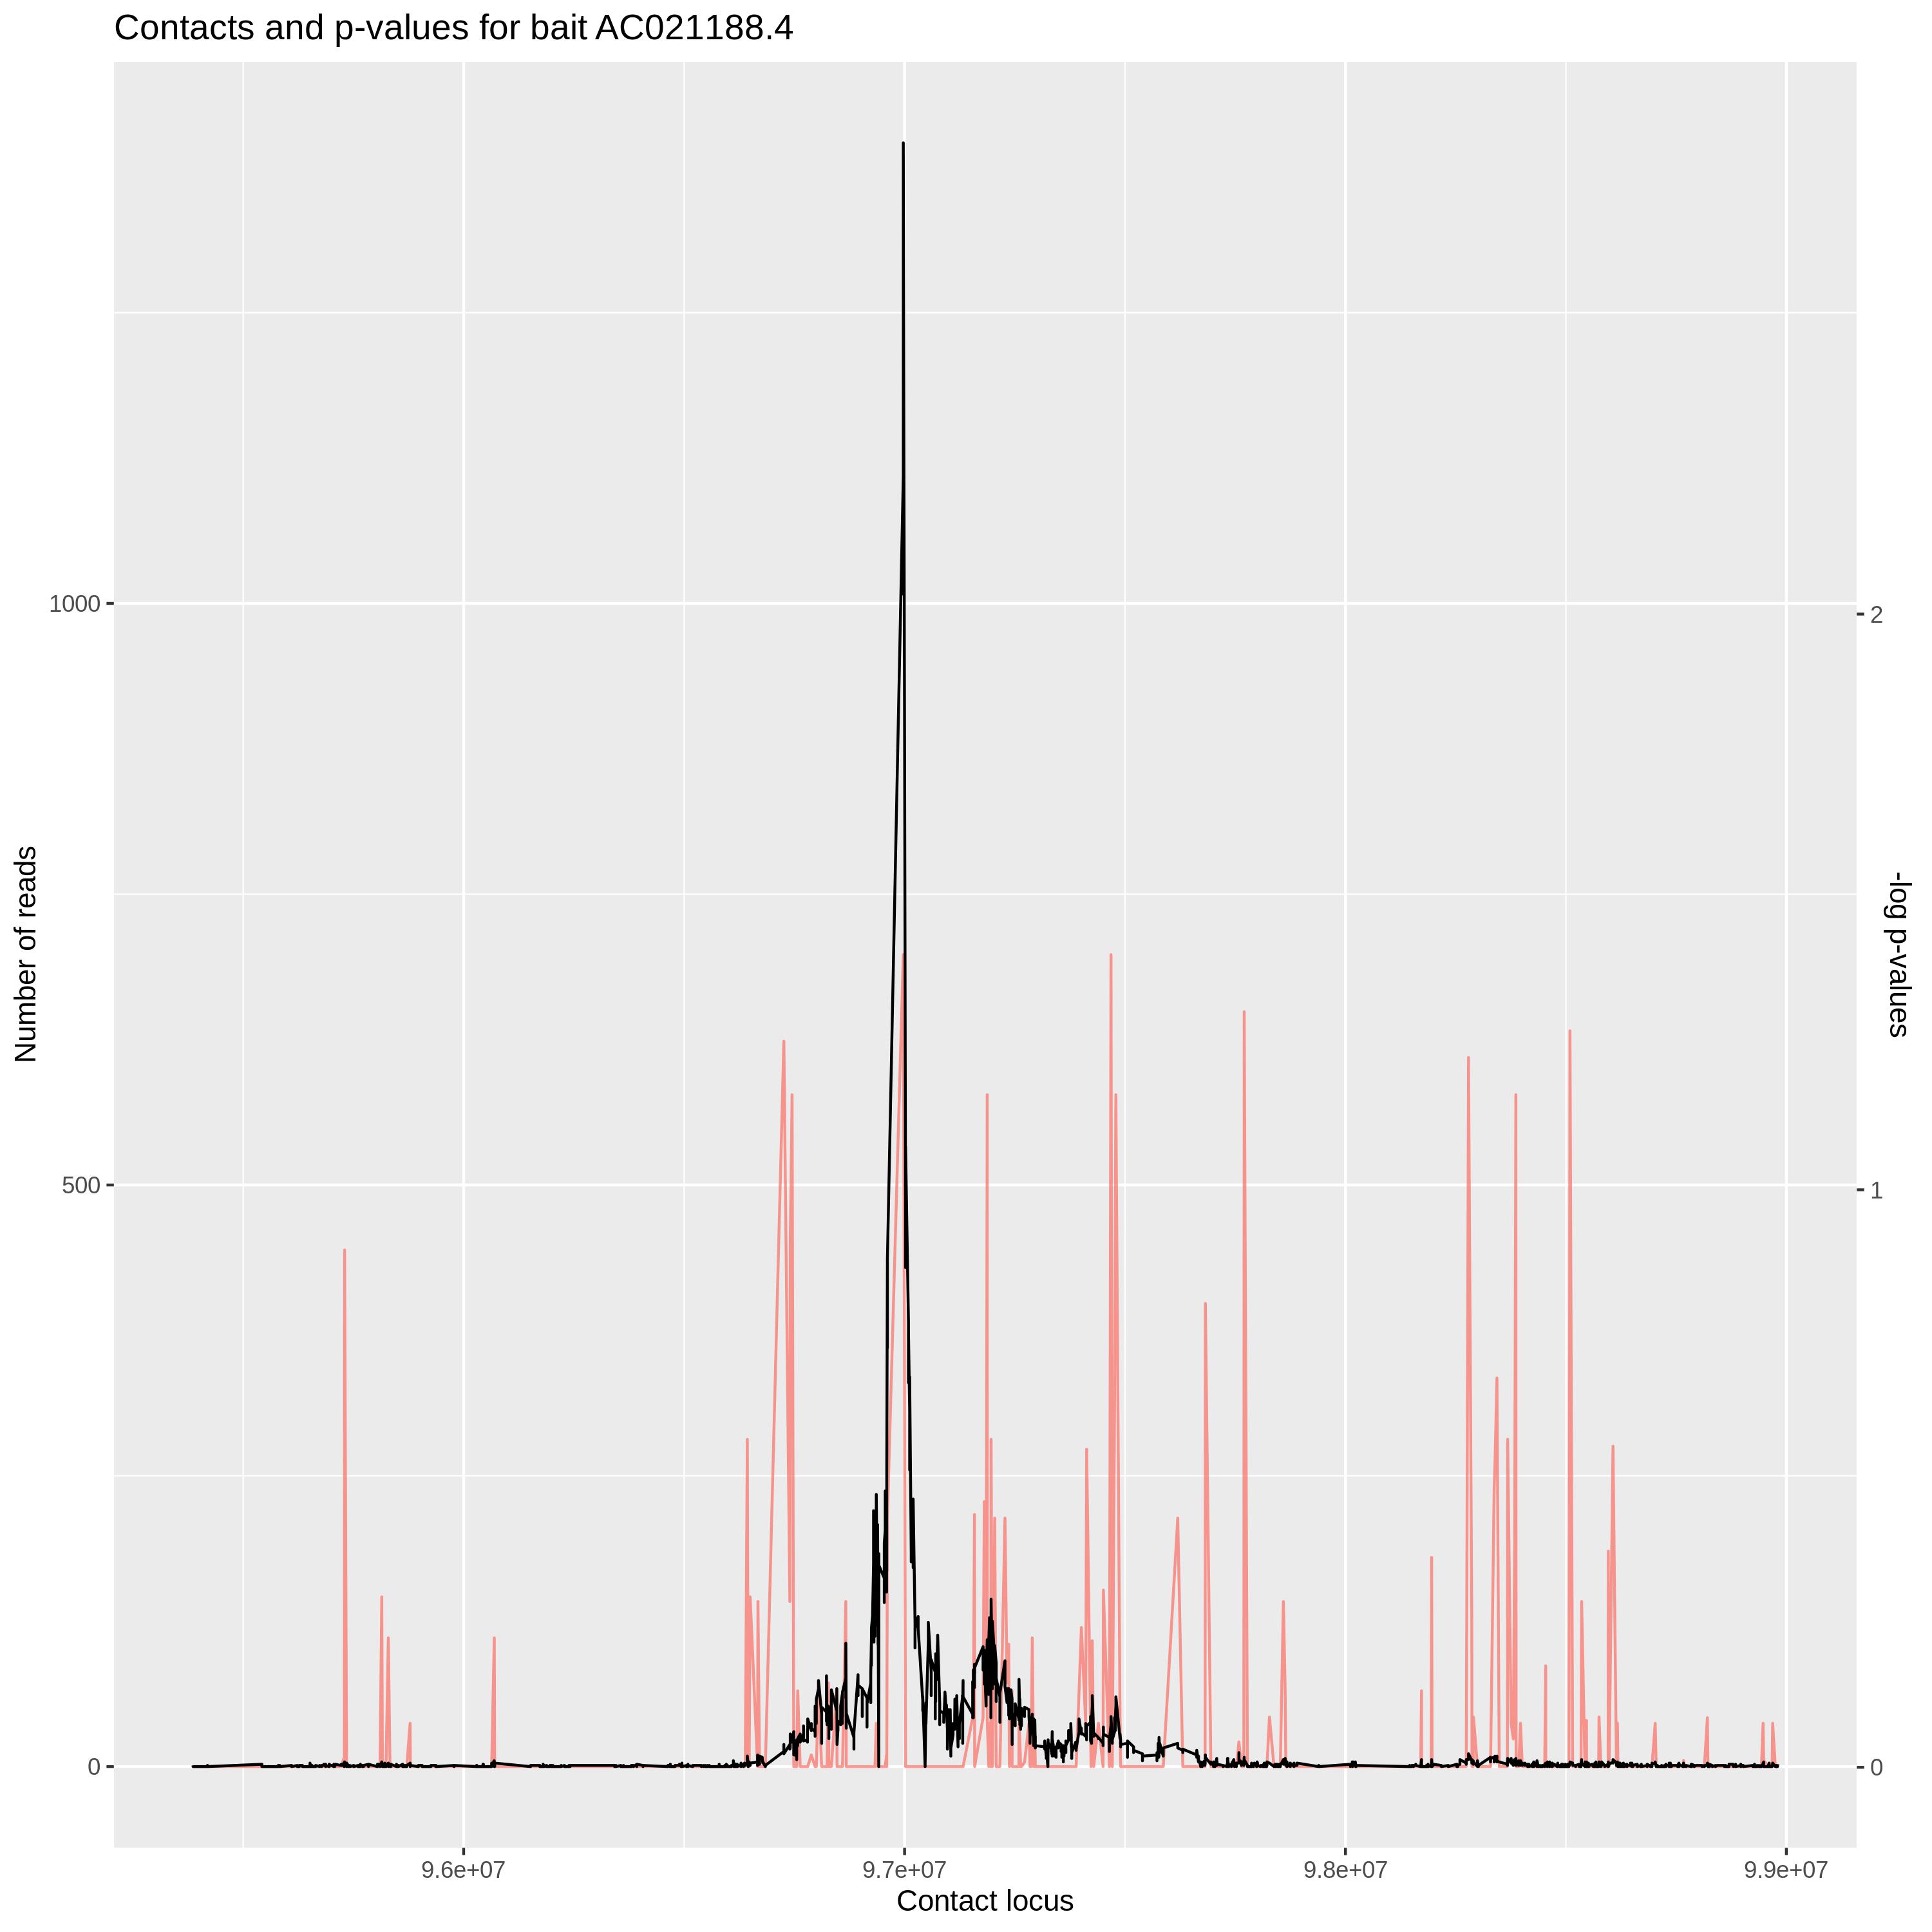 Contacts and p-values for bait AC021188.4
1000
500
0
Number of reads
2
1
0
-log p-values
9.6e+07
9.7e+07
9.8e+07
9.9e+07
Contact locus